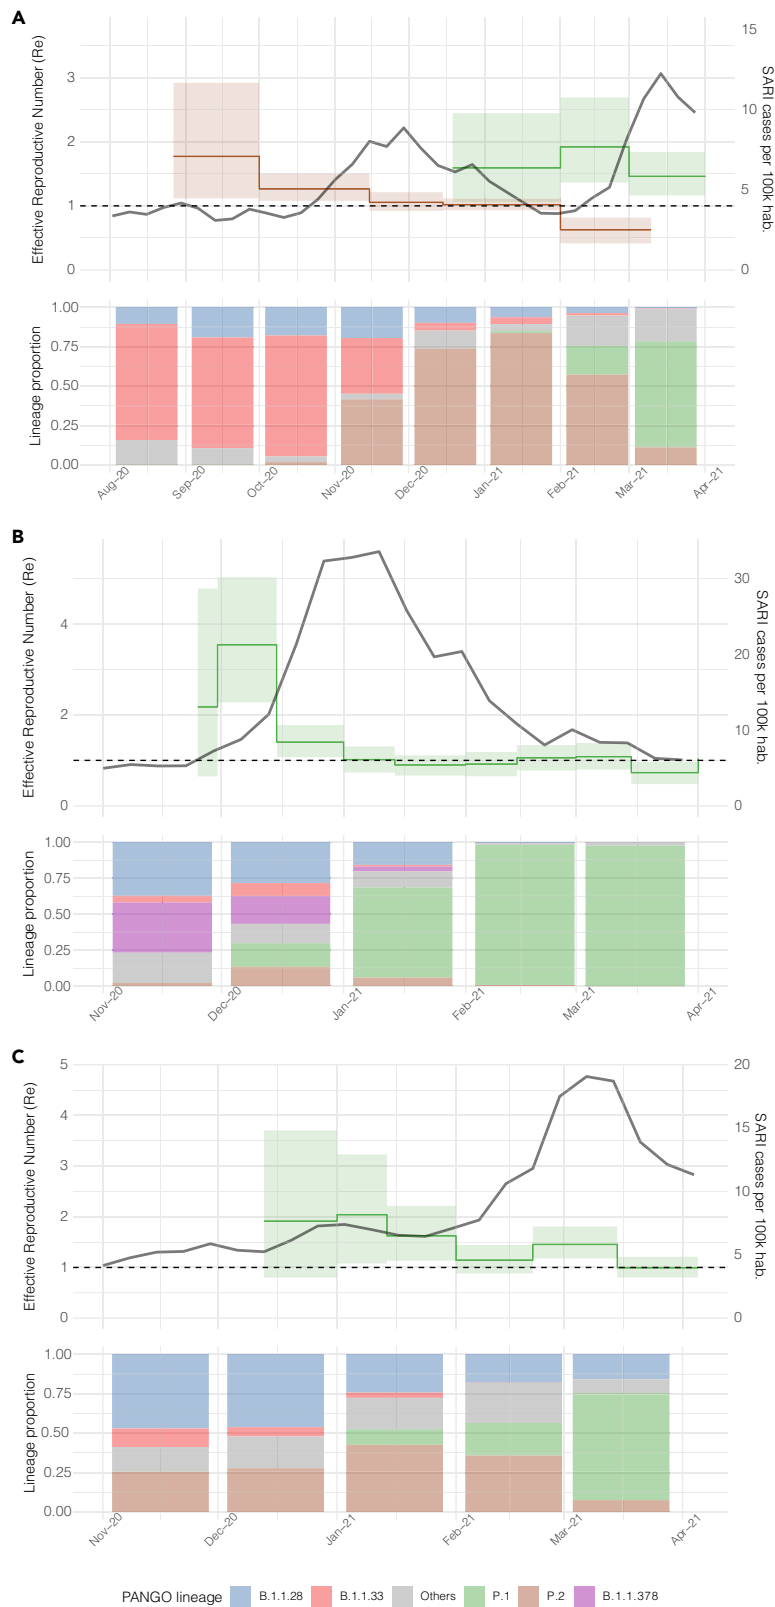 A
Effective Reproductive Number (Re)
3
2
1
0
15
10
5
0
SARI cases per 100k hab.
Lineage proportion
1.00
0.75
0.50
0.25
0.00
Aug-20
Sep-20
Oct-20
Nov-20
Dec-20
Jan-21
Feb-21
Mar-21
Apr-21
B
Effective Reproductive Number (Re)
4
2
0
30
20
10
0
SARI cases per 100k hab.
Lineage proportion
1.00
0.75
0.50
0.25
0.00
Nov-20
Dec-20
Jan-21
Feb-21
Mar-21
Apr-21
C
Effective Reproductive Number (Re)
5
4
3
2
1
0
20
15
10
5
0
SARI cases per 100k hab.
Lineage proportion
1.00
0.75
0.50
0.25
0.00
Nov-20
Dec-20
Jan-21
Feb-21
Mar-21
Apr-21
PANGO lineage B.1.1.28 B.1.1.33 Others P.1 P.2 B.1.1.378